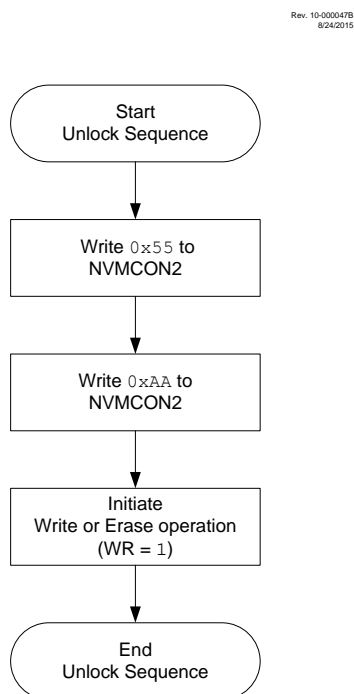 Rev. 10-000047B
8/24/2015
Start
Unlock Sequence
Write 0x55 to
NVMCON2
Write 0xAA to
NVMCON2
Initiate
Write or Erase operation
(WR = 1)
End
Unlock Sequence